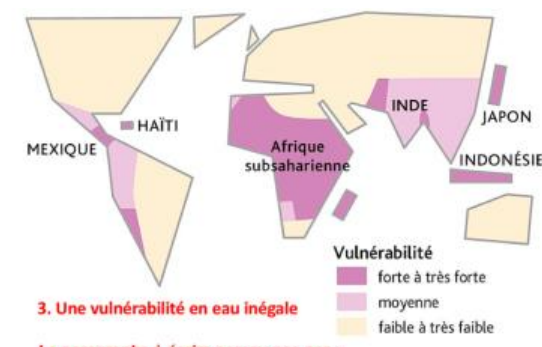 HAÏTI
MEXIQUE
Afrique
subsaharienne
INDE
JAPON
INDONÉSIE
Vulnérabilité
forte à très forte
moyenne
faible à très faible
3. Une vulnérabilité en eau inégale